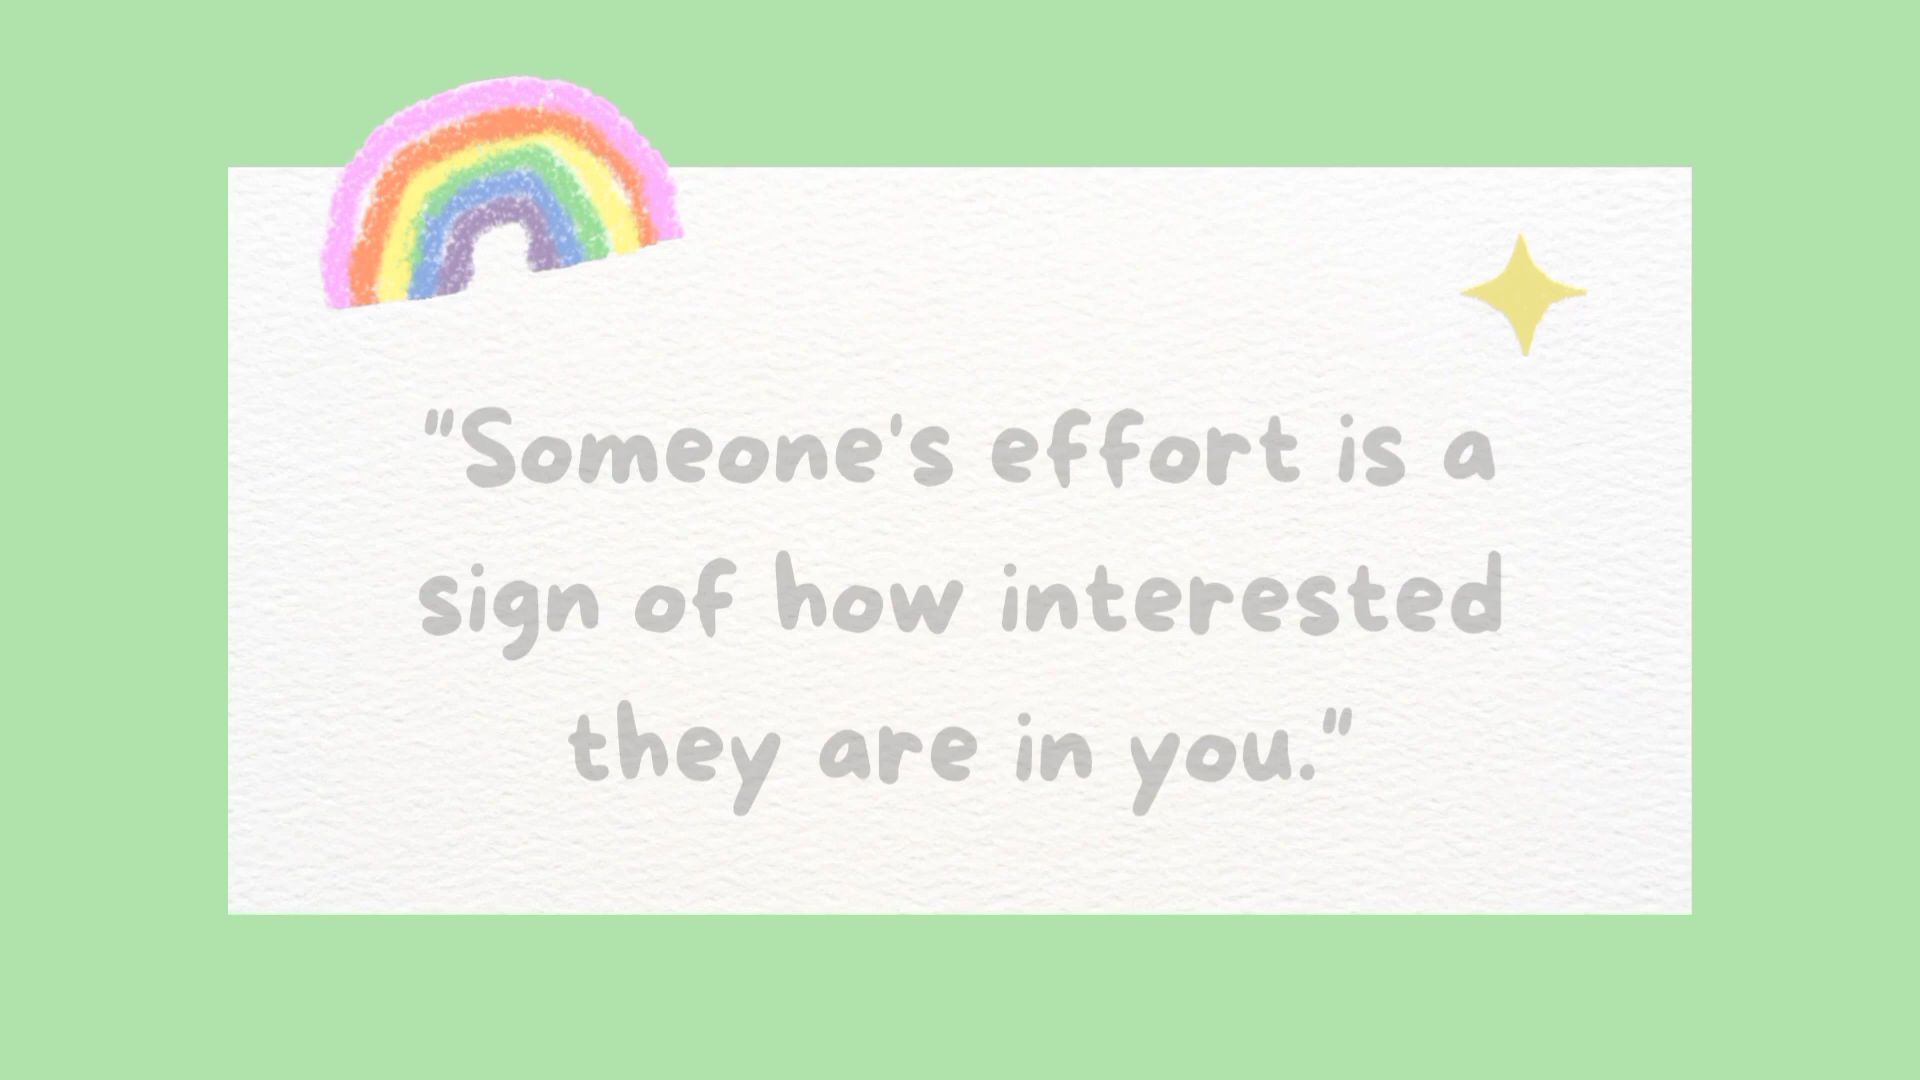 "Someone's effort is a
sign of how interested
they are in you."